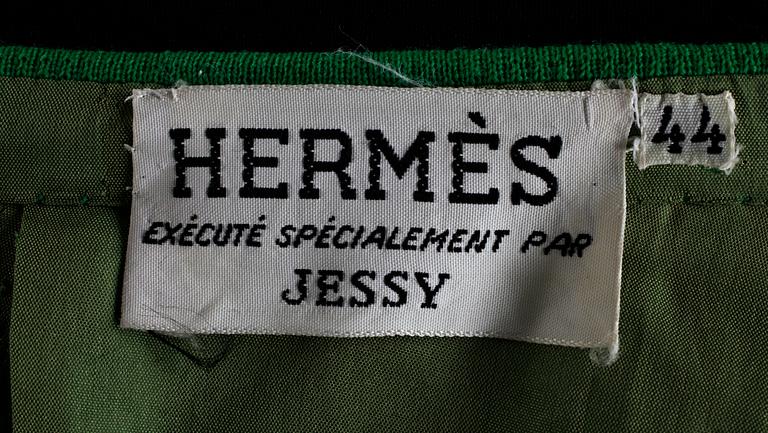 HERMÈS
EXÉCUTÉ SPÉCIALEMENT PAR
JESSY
44